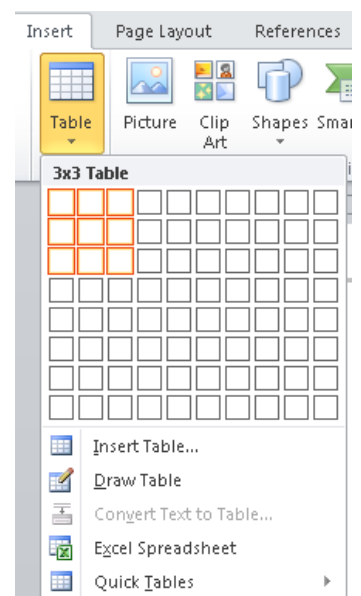 Insert Page Layout References
Table Picture Clip Art Shapes Smar
3x3 Table
Insert Table...
Draw Table
Convert Text to Table...
Excel Spreadsheet
Quick Tables